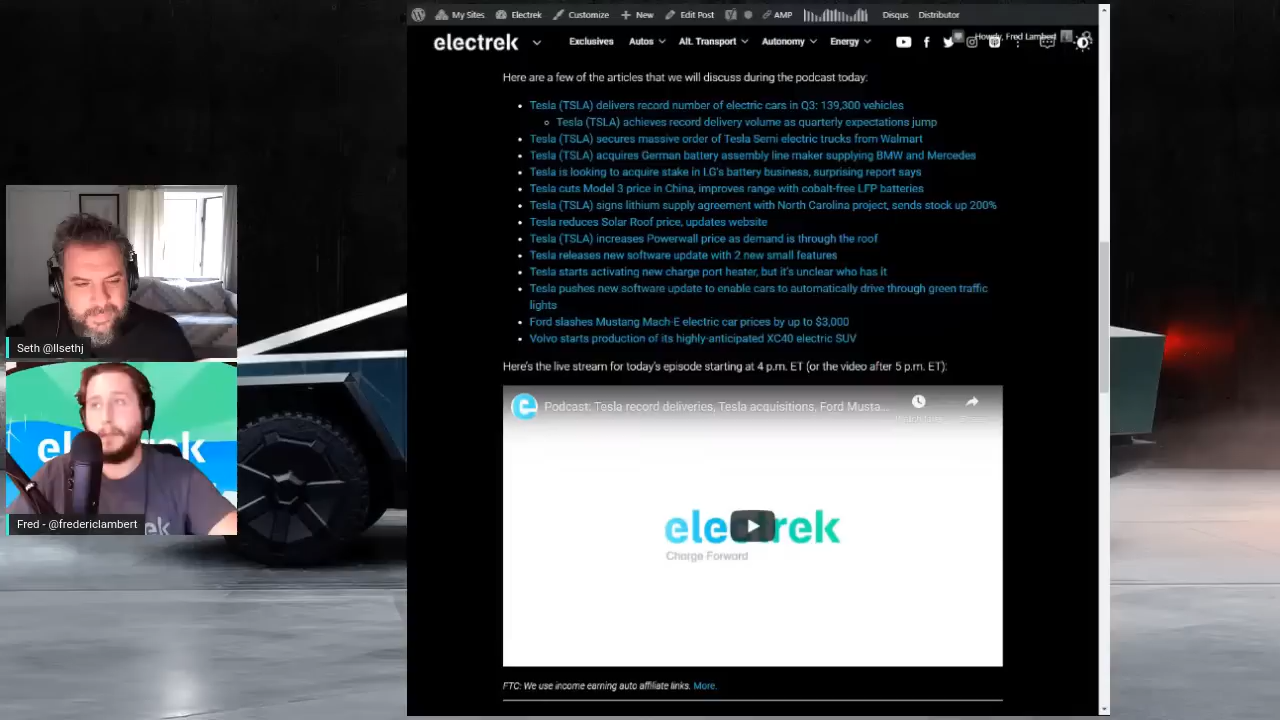 My Sites
Electrek
Customize
New
Edit Post
AMP
Disqus
Distributor
electrek
Exclusives
Autos
Alt. Transport
Autonomy
Energy
Howdy, Fred Lambert
Here are a few of the articles that we will discuss during the podcast today:
Tesla (TSLA) delivers record number of electric cars in Q3: 139,300 vehicles
Tesla (TSLA) achieves record delivery volume as quarterly expectations jump
Tesla (TSLA) secures massive order of Tesla Semi electric trucks from Walmart
Tesla (TSLA) acquires German battery assembly line maker supplying BMW and Mercedes
Tesla is looking to acquire stake in LG's battery business, surprising report says
Tesla cuts Model 3 price in China, improves range with cobalt-free LFP batteries
Tesla (TSLA) signs lithium supply agreement with North Carolina project, sends stock up 200%
Tesla reduces Solar Roof price, updates website
Tesla (TSLA) increases Powerwall price as demand is through the roof
Tesla releases new software update with 2 new small features
Tesla starts activating new charge port heater, but it's unclear who has it
Tesla pushes new software update to enable cars to automatically drive through green traffic
lights
Ford slashes Mustang Mach-E electric car prices by up to $3,000
Volvo starts production of its highly-anticipated XC40 electric SUV
Here's the live stream for today's episode starting at 4 p.m. ET (or the video after 5 p.m. ET):
Podcast: Tesla record deliveries, Tesla acquisitions, Ford Musta...
electrek
Charge Forward
FTC: We use income earning auto affiliate links. More.
Seth @llsethj
Fred - @fredericlambert